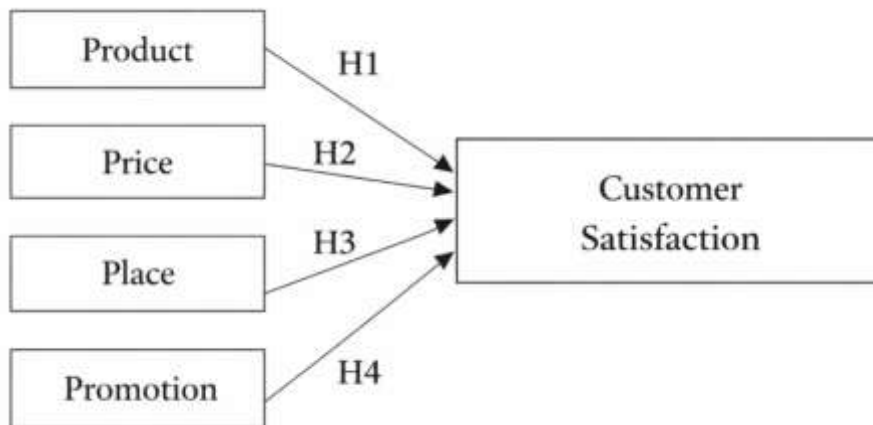 Product
H1
Price
H2
Customer
Satisfaction
Place
H3
Promotion
H4